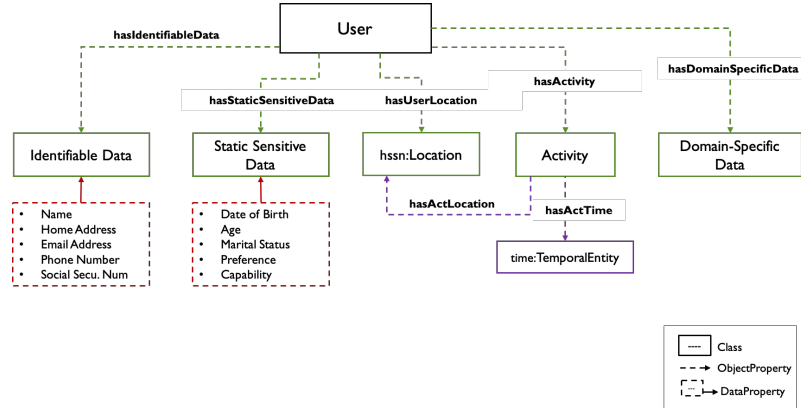 User
hasIdentifiableData
hasDomainSpecificData
hasActivity
hasStaticSensitiveData
hasUserLocation
Identifiable Data
Static Sensitive
Data
hssn:Location
Activity
Domain-Specific
Data
• Name
• Home Address
• Email Address
• Phone Number
• Social Secu. Num
• Date of Birth
• Age
• Marital Status
• Preference
• Capability
hasActLocation
hasActTime
time:TemporalEntity
---- Class
ObjectProperty
... DataProperty